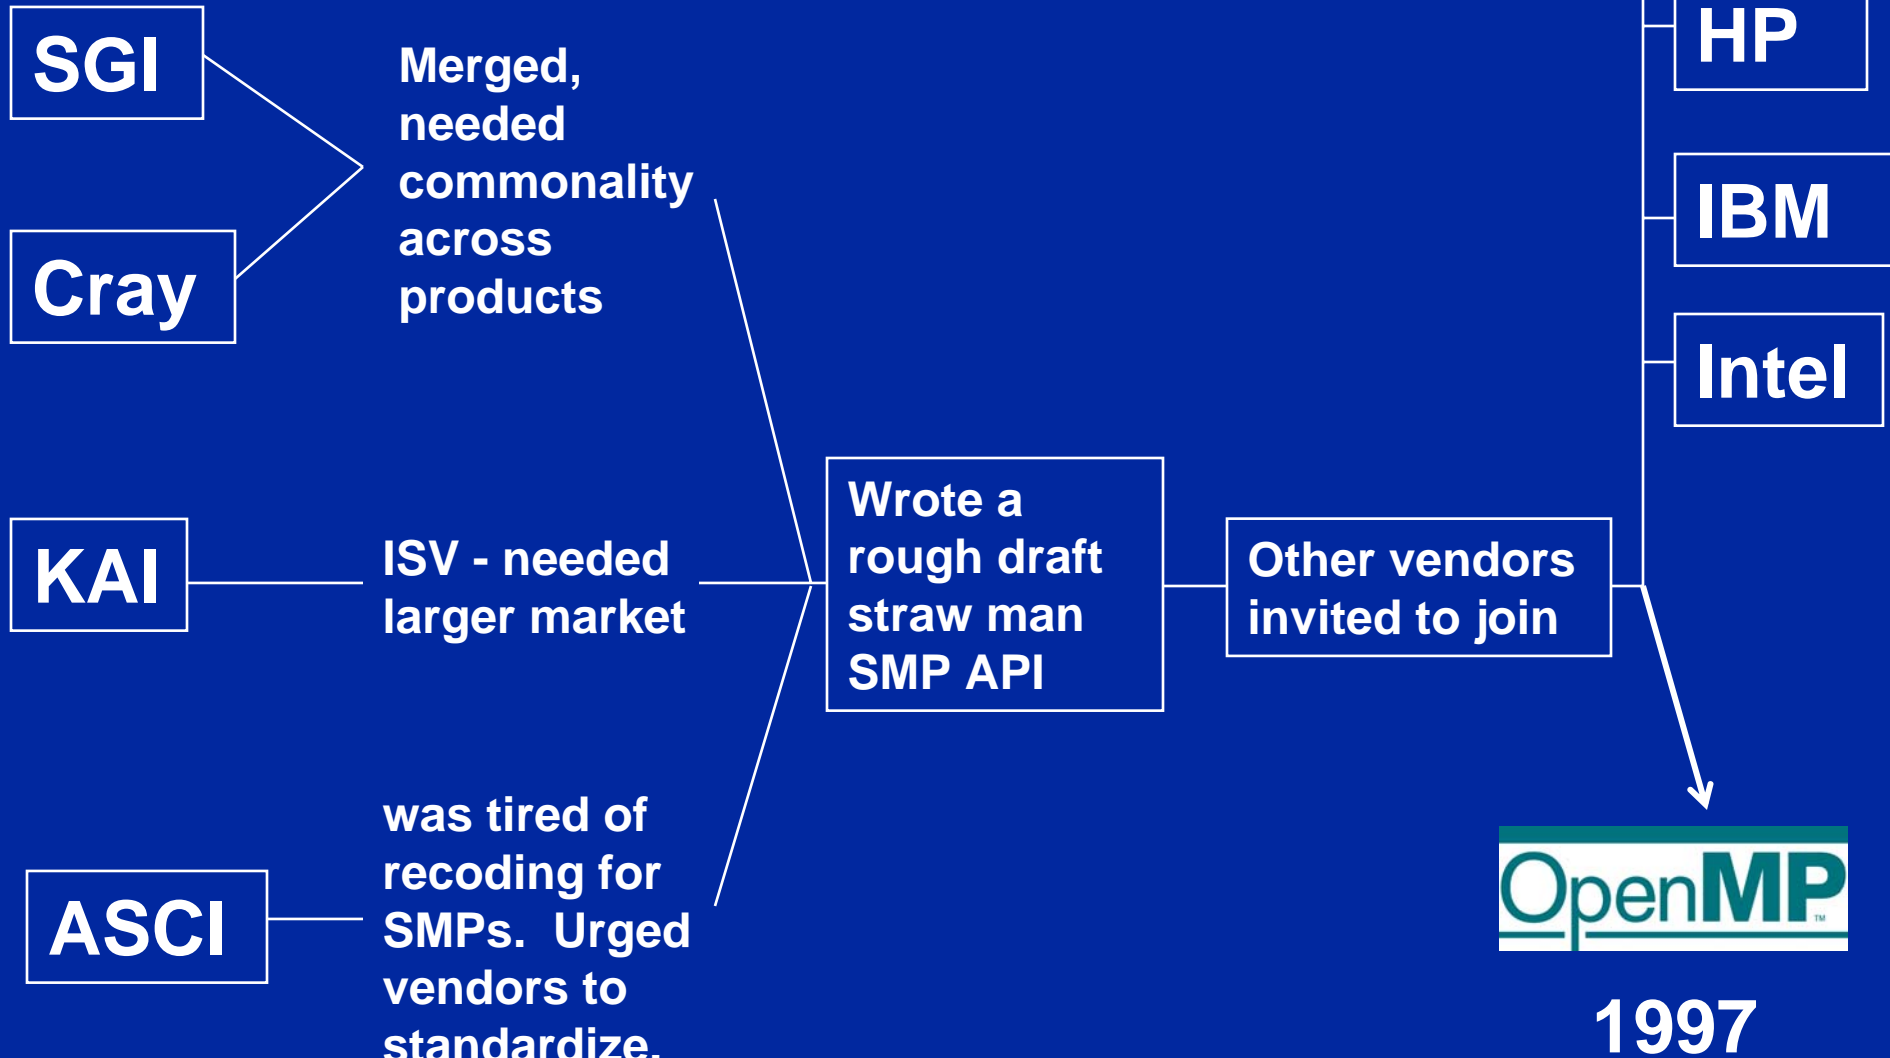 SGI
Cray
Merged,
needed
commonality
across
products
KAI
ISV - needed
larger market
ASCI
was tired of
recoding for
SMPs. Urged
vendors to
standardize.
Wrote a
rough draft
straw man
SMP API
Other vendors
invited to join
HP
IBM
Intel
OpenMP™
1997